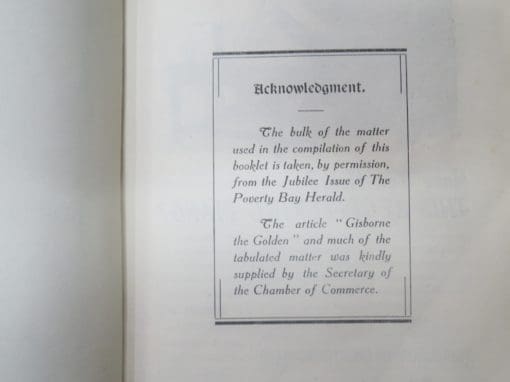 Acknowledgment.
The bulk of the matter
used in the compilation of this
booklet is taken, by permission,
from the Jubilee Issue of The
Poverty Bay Herald.
The article " Gisborne
the Golden " and much of the
tabulated matter was kindly
supplied by the Secretary of
the Chamber of Commerce.